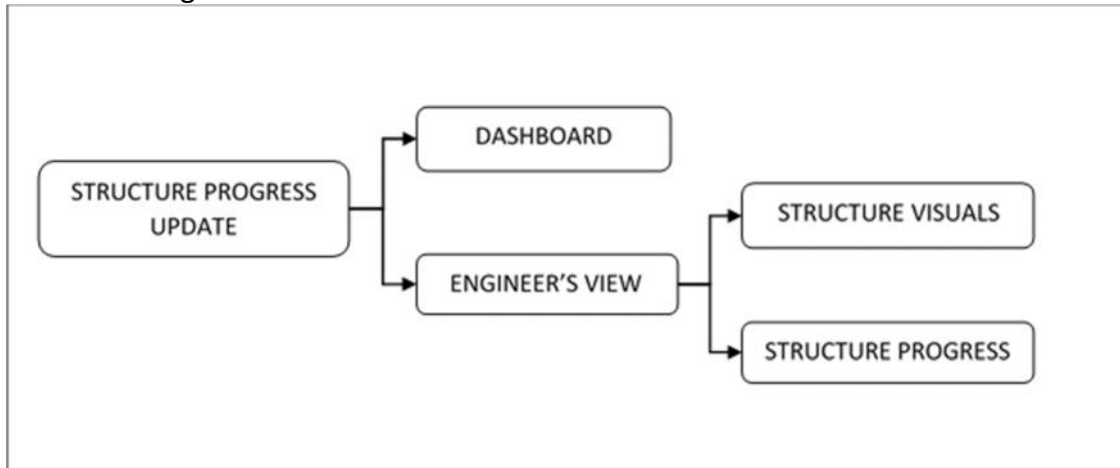 DASHBOARD
STRUCTURE PROGRESS
UPDATE
STRUCTURE VISUALS
ENGINEER’S VIEW
STRUCTURE PROGRESS